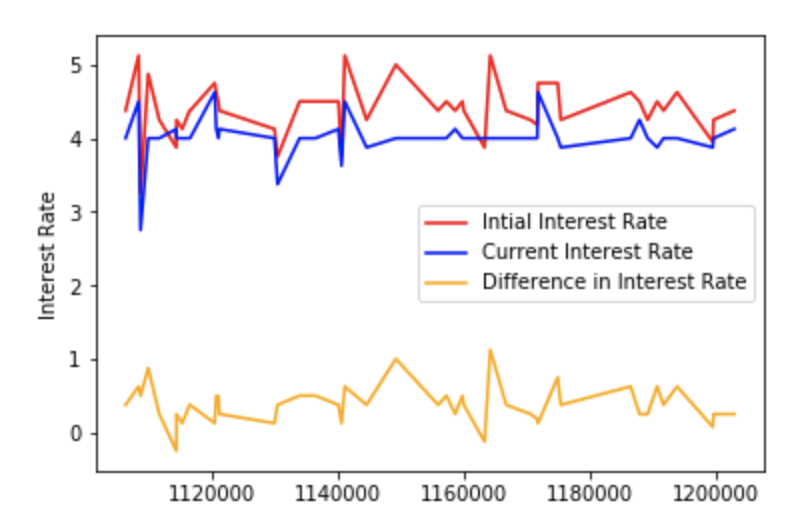 5
4
3
2
1
0
Interest Rate
Intial Interest Rate
Current Interest Rate
Difference in Interest Rate
1120000 1140000 1160000 1180000 1200000